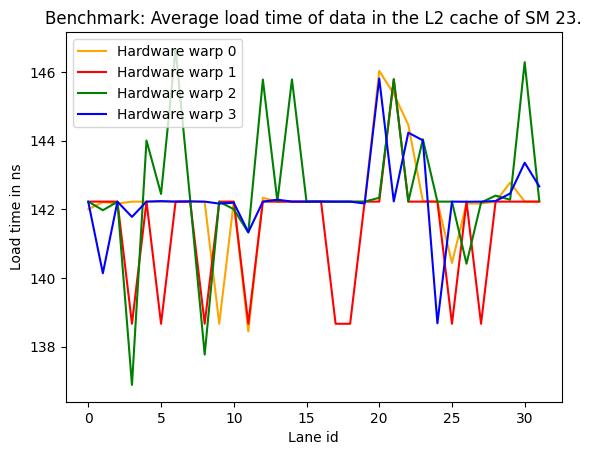 Benchmark: Average load time of data in the L2 cache of SM 23.
Hardware warp 0
Hardware warp 1
Hardware warp 2
Hardware warp 3
146
144
142
140
138
Load time in ns
0 5 10 15 20 25 30
Lane id